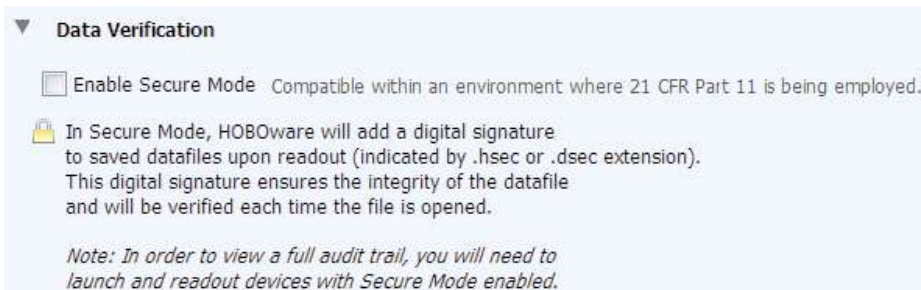 Data Verification
Enable Secure Mode Compatible within an environment where 21 CFR Part 11 is being employed.
In Secure Mode, HOBOware will add a digital signature
to saved datafiles upon readout (indicated by .hsec or .dsec extension).
This digital signature ensures the integrity of the datafile
and will be verified each time the file is opened.
Note: In order to view a full audit trail, you will need to
launch and readout devices with Secure Mode enabled.